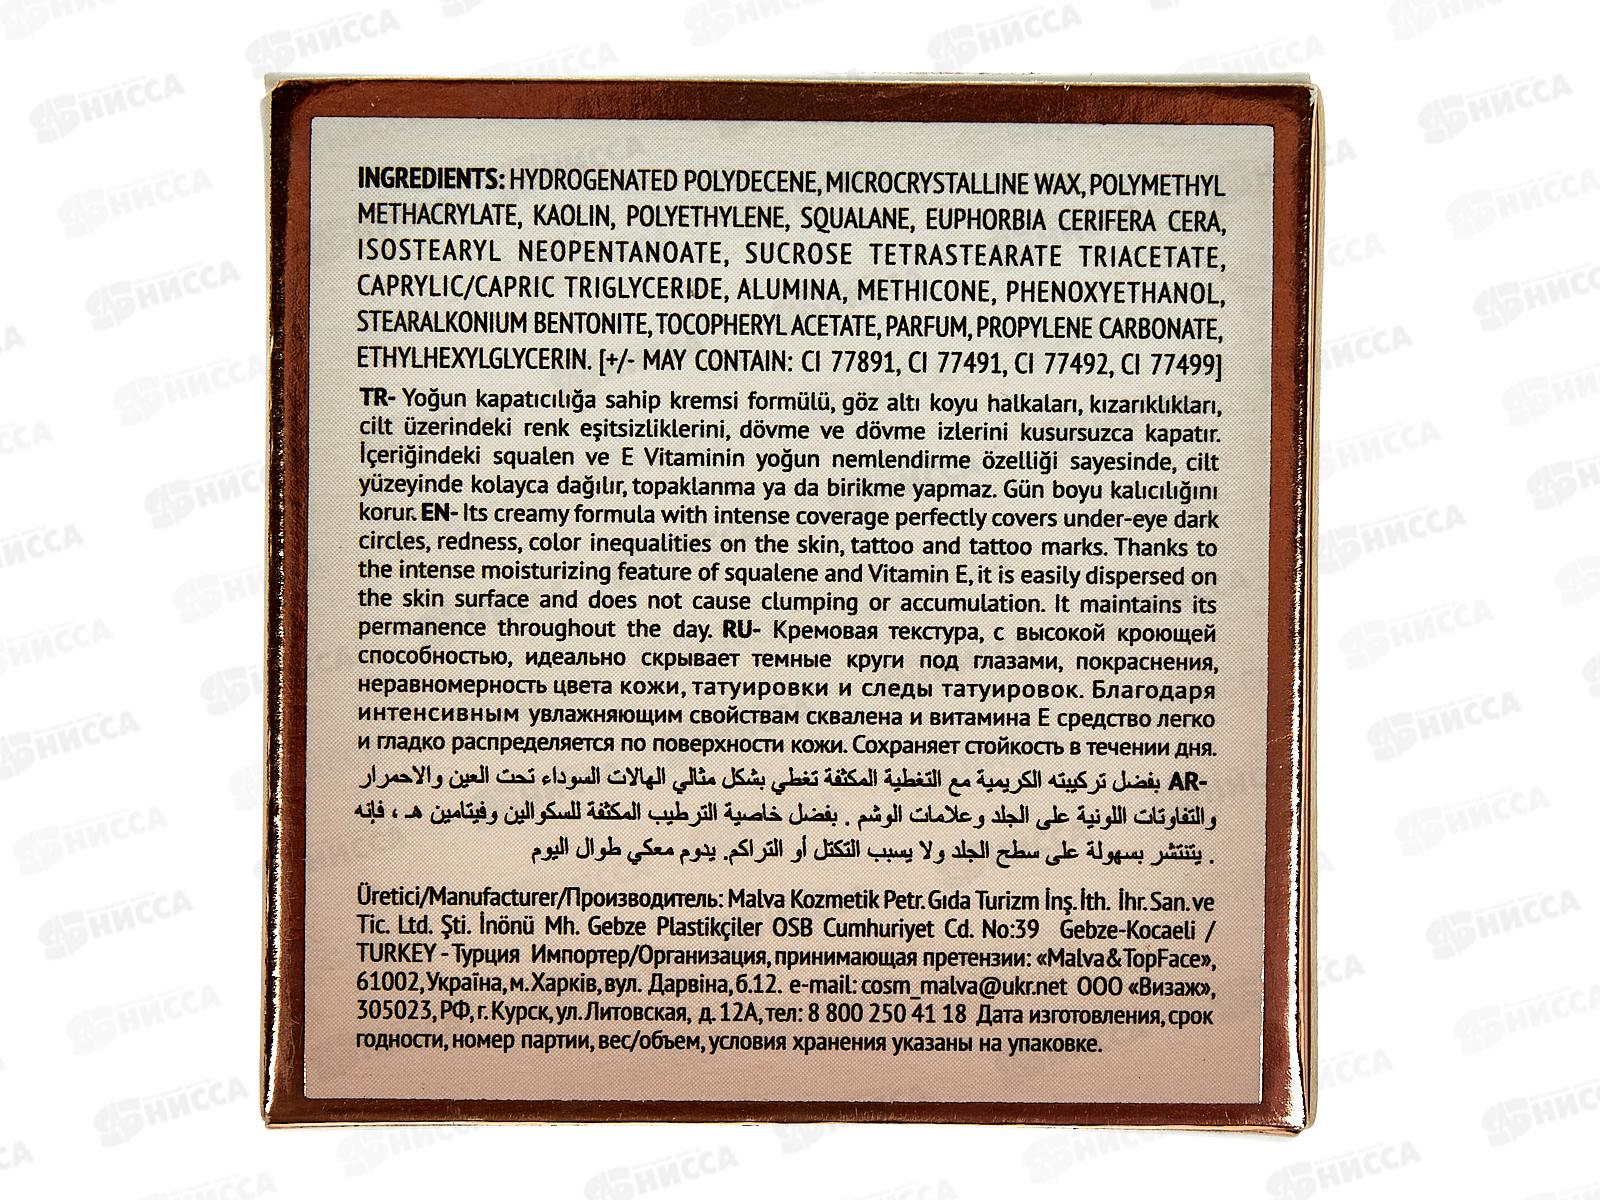 INGREDIENTS: HYDROGENATED POLYDECENE, MICROCRYSTALLINE WAX, POLYMETHYL
METHACRYLATE, KAOLIN, POLYETHYLENE, SQUALANE, EUPHORBIA CERIFERA CERA,
ISOSTEARYL NEOPENTANOATE, SUCROSE TETRASTEARATE TRIACETATE,
CAPRYLIC/CAPRIC TRIGLYCERIDE, ALUMINA, METHICONE, PHENOXYETHANOL,
STEARALKONIUM BENTONITE, TOCOPHERYL ACETATE, PARFUM, PROPYLENE CARBONATE,
ETHYLHEXYLGLYCERIN. [+/- MAY CONTAIN: CI 77891, CI 77491, CI 77492, CI 77499]
TR- Yoğun kapatıcılığa sahip kremsi formülü, göz altı koyu halkaları, kızarıklıkları,
cilt üzerindeki renk eşitsizliklerini, dövme ve dövme izlerini kusursuzca kapatır.
İçeriğindeki squalen ve E Vitaminin yoğun nemlendirme özelliği sayesinde, cilt
yüzeyinde kolayca dağılır, topaklanma ya da birikme yapmaz. Gün boyu kalıcılığını
korur. EN- Its creamy formula with intense coverage perfectly covers under-eye dark
circles, redness, color inequalities on the skin, tattoo and tattoo marks. Thanks to
the intense moisturizing feature of squalene and Vitamin E, it is easily dispersed on
the skin surface and does not cause clumping or accumulation. It maintains its
permanence throughout the day. RU- Кремовая текстура, с высокой кроющей
способностью, идеально скрывает темные круги под глазами, покраснения,
неравномерность цвета кожи, татуировки и следы татуировок. Благодаря
интенсивным увлажняющим свойствам сквалена и витамина Е средство легко
и гладко распределяется по поверхности кожи. Сохраняет стойкость в течении дня.
AR- بفضل تركيبته الكريمية مع التغطية المكثفة تغطي بشكل مثالي الهالات السوداء تحت العين والاحمرار
والتفاوتات اللونية على الجلد وعلامات الوشم . بفضل خاصية الترطيب المكثفة للسكوالين وفيتامين هـ ، فإنه
يتنتشر بسهولة على سطح الجلد ولا يسبب التكتل أو التراكم. يدوم معكي طوال اليوم .
Üretici/Manufacturer/Производитель: Malva Kozmetik Petr. Gıda Turizm İnş. İth. İhr. San. ve
Tic. Ltd. Şti. İnönü Mh. Gebze Plastikçiler OSB Cumhuriyet Cd. No:39 Gebze-Kocaeli /
TURKEY - Турция Импортер/Организация, принимающая претензии: «Malva&TopFace»,
61002, Україна, м. Харків, вул. Дарвіна, б.12. e-mail: cosm_malva@ukr.net ООО «Визаж»,
305023, РФ, г. Курск, ул. Литовская, д. 12А, тел: 8 800 250 41 18 Дата изготовления, срок
годности, номер партии, вес/объем, условия хранения указаны на упаковке.